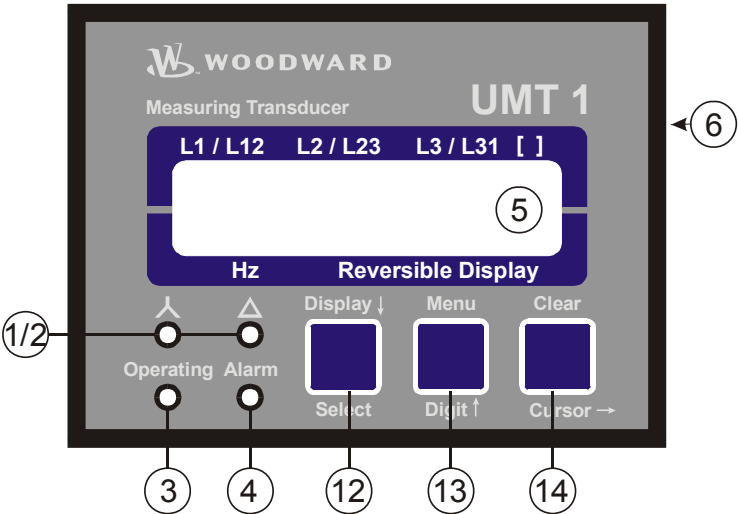 WOODWARD
Measuring Transducer UMT 1
L1 / L12 L2 / L23 L3 / L31 [ ]
Hz Reversible Display
Display ↓ Menu Clear
Operating Alarm
Select Digit ↑ Cursor →
6
5
1/2
3 4 12 13 14